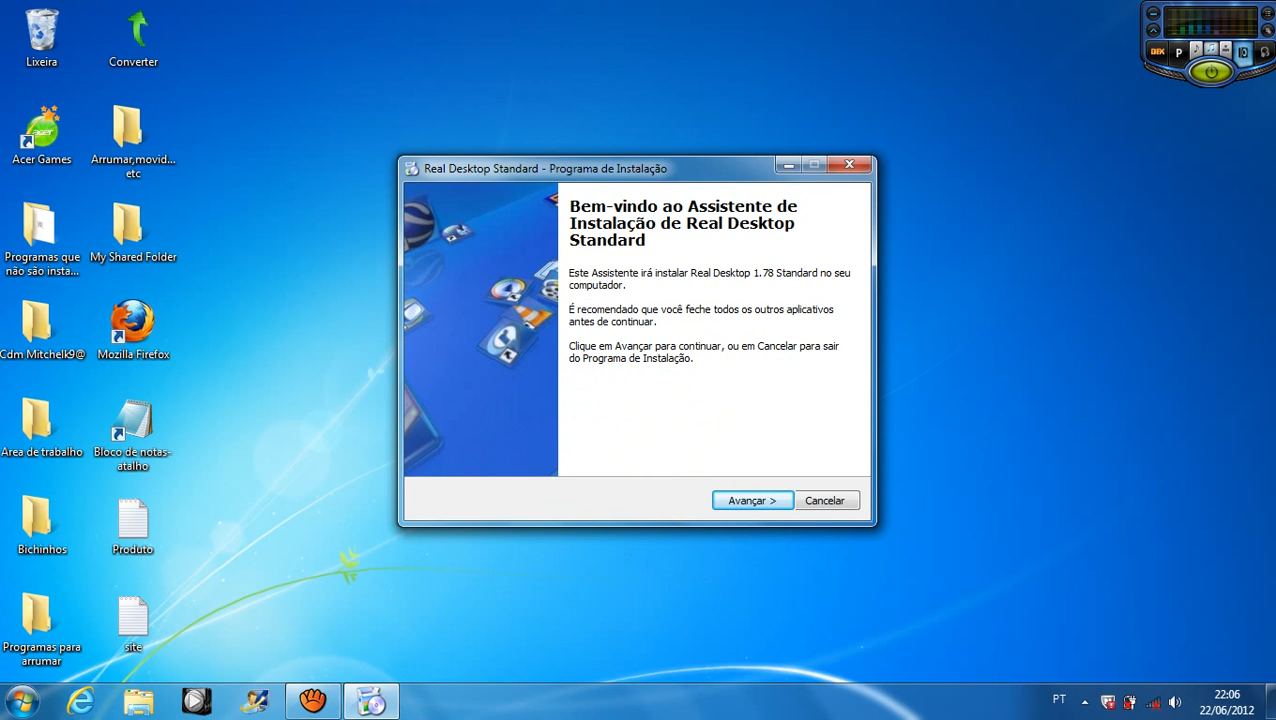 Lixeira
Converter
Acer Games
Arrumar,movid...
etc
Programas que
não são insta...
My Shared Folder
Cdm Mitchelk9@
Mozilla Firefox
Area de trabalho
Bloco de notas-
atalho
Bichinhos
Produto
Programas para
arrumar
site
Real Desktop Standard - Programa de Instalação
Bem-vindo ao Assistente de
Instalação de Real Desktop
Standard
Este Assistente irá instalar Real Desktop 1.78 Standard no seu
computador.
É recomendado que você feche todos os outros aplicativos
antes de continuar.
Clique em Avançar para continuar, ou em Cancelar para sair
do Programa de Instalação.
Avançar >
Cancelar
DFX
P
acer
PT
22:06
22/06/2012